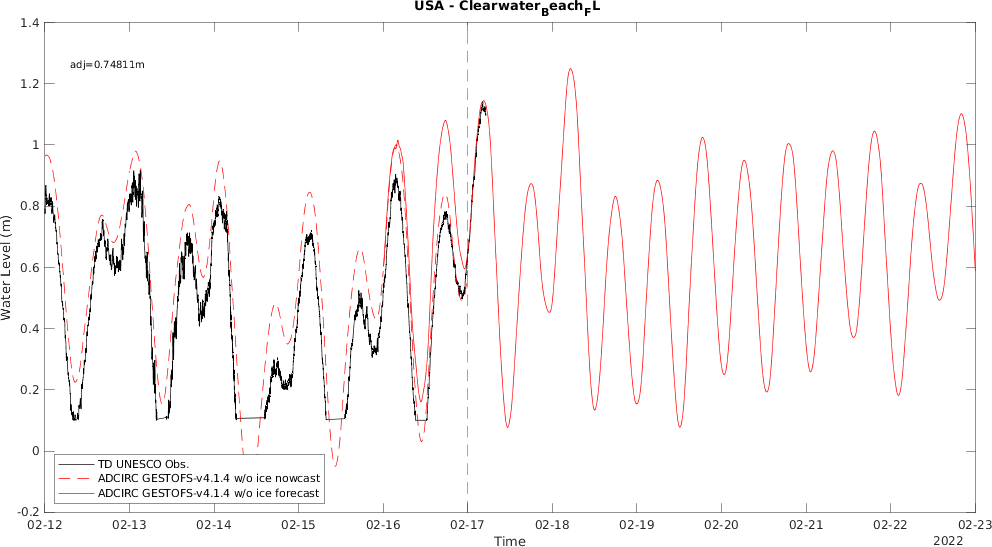 USA - Clearwater_Beach_FL
adj=0.74811m
Water Level (m)
1.4
1.2
1
0.8
0.6
0.4
0.2
0
-0.2
TD UNESCO Obs.
ADCIRC GESTOFS-v4.1.4 w/o ice nowcast
ADCIRC GESTOFS-v4.1.4 w/o ice forecast
02-12 02-13 02-14 02-15 02-16 02-17 02-18 02-19 02-20 02-21 02-22 02-23
Time
2022